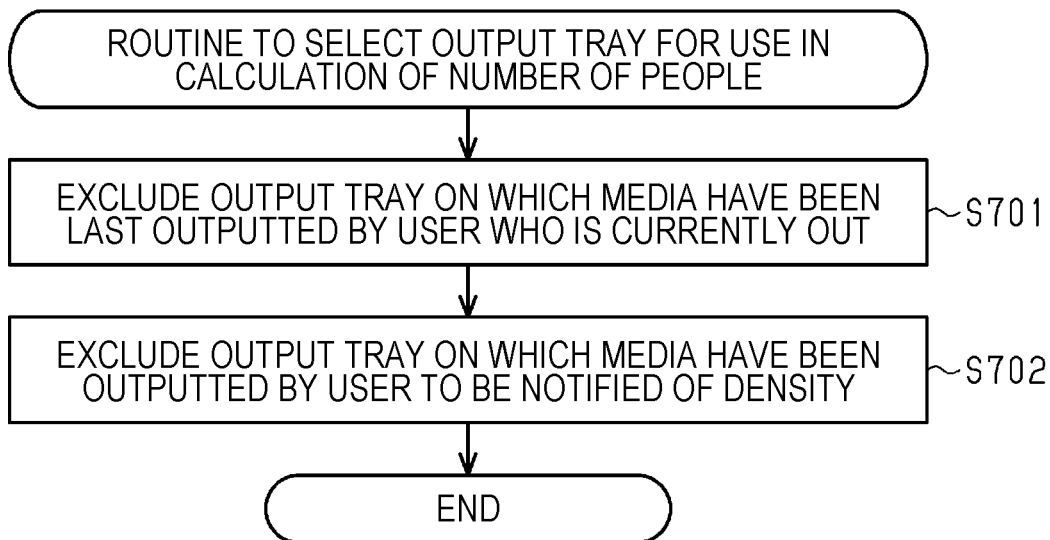 ROUTINE TO SELECT OUTPUT TRAY FOR USE IN
CALCULATION OF NUMBER OF PEOPLE
EXCLUDE OUTPUT TRAY ON WHICH MEDIA HAVE BEEN
LAST OUTPUTTED BY USER WHO IS CURRENTLY OUT
S701
EXCLUDE OUTPUT TRAY ON WHICH MEDIA HAVE BEEN
OUTPUTTED BY USER TO BE NOTIFIED OF DENSITY
S702
END